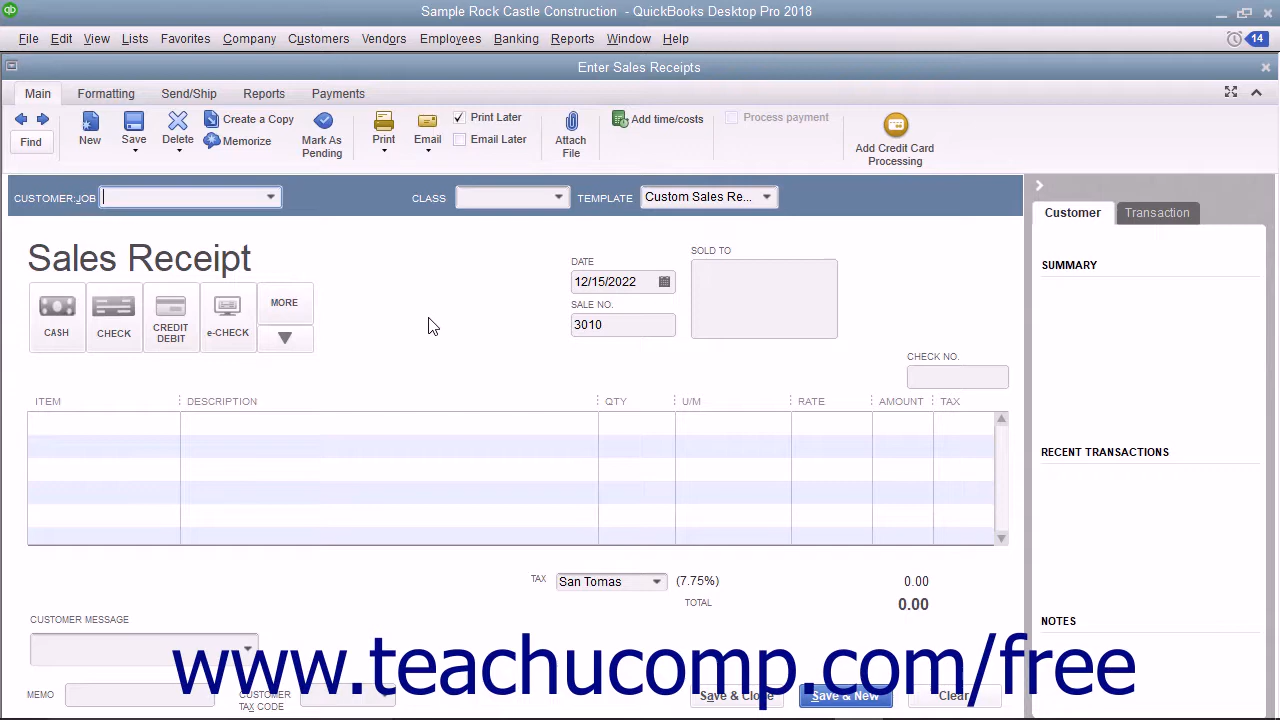 Sample Rock Castle Construction - QuickBooks Desktop Pro 2018
File Edit View Lists Favorites Company Customers Vendors Employees Banking Reports Window Help 14
Enter Sales Receipts
Main Formatting Send/Ship Reports Payments
Find
New
Save
Delete
Create a Copy
Memorize
Mark As
Pending
Print
Email
Print Later
Email Later
Attach
File
Add time/costs
Process payment
Add Credit Card
Processing
CUSTOMER:JOB CLASS TEMPLATE Custom Sales Re...
Customer Transaction
Sales Receipt
DATE
12/15/2022
SALE NO.
3010
SOLD TO
CASH
CHECK
CREDIT
DEBIT
e-CHECK
MORE
CHECK NO.
ITEM DESCRIPTION QTY U/M RATE AMOUNT TAX
TAX San Tomas (7.75%) 0.00
TOTAL 0.00
CUSTOMER MESSAGE
MEMO
CUSTOMER
TAX CODE
Save & Close Save & New Clear
SUMMARY
RECENT TRANSACTIONS
NOTES
www.teachucomp.com/free